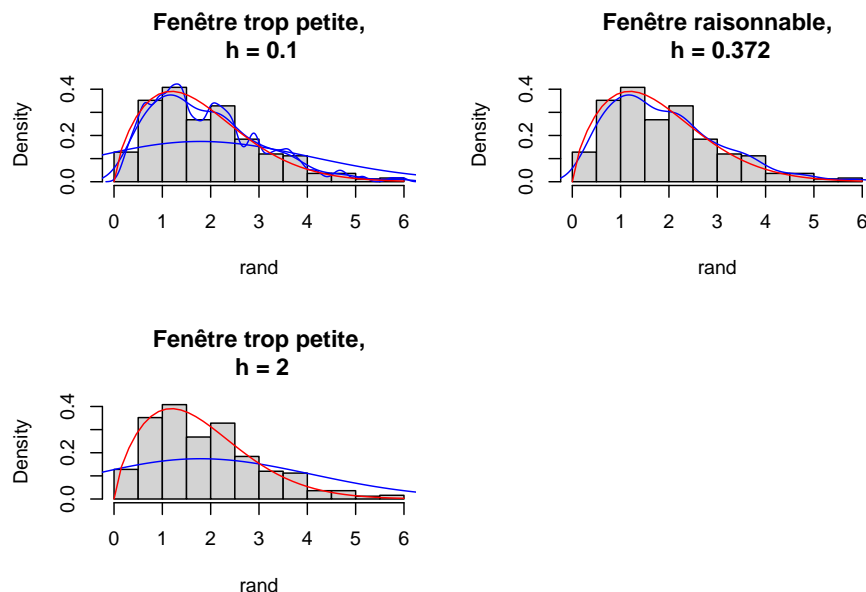 Fenêtre trop petite,
h = 0.1
Density
0.0 0.2 0.4
0 1 2 3 4 5 6
rand
Fenêtre raisonnable,
h = 0.372
Density
0.0 0.2 0.4
0 1 2 3 4 5 6
rand
Fenêtre trop petite,
h = 2
Density
0.0 0.2 0.4
0 1 2 3 4 5 6
rand